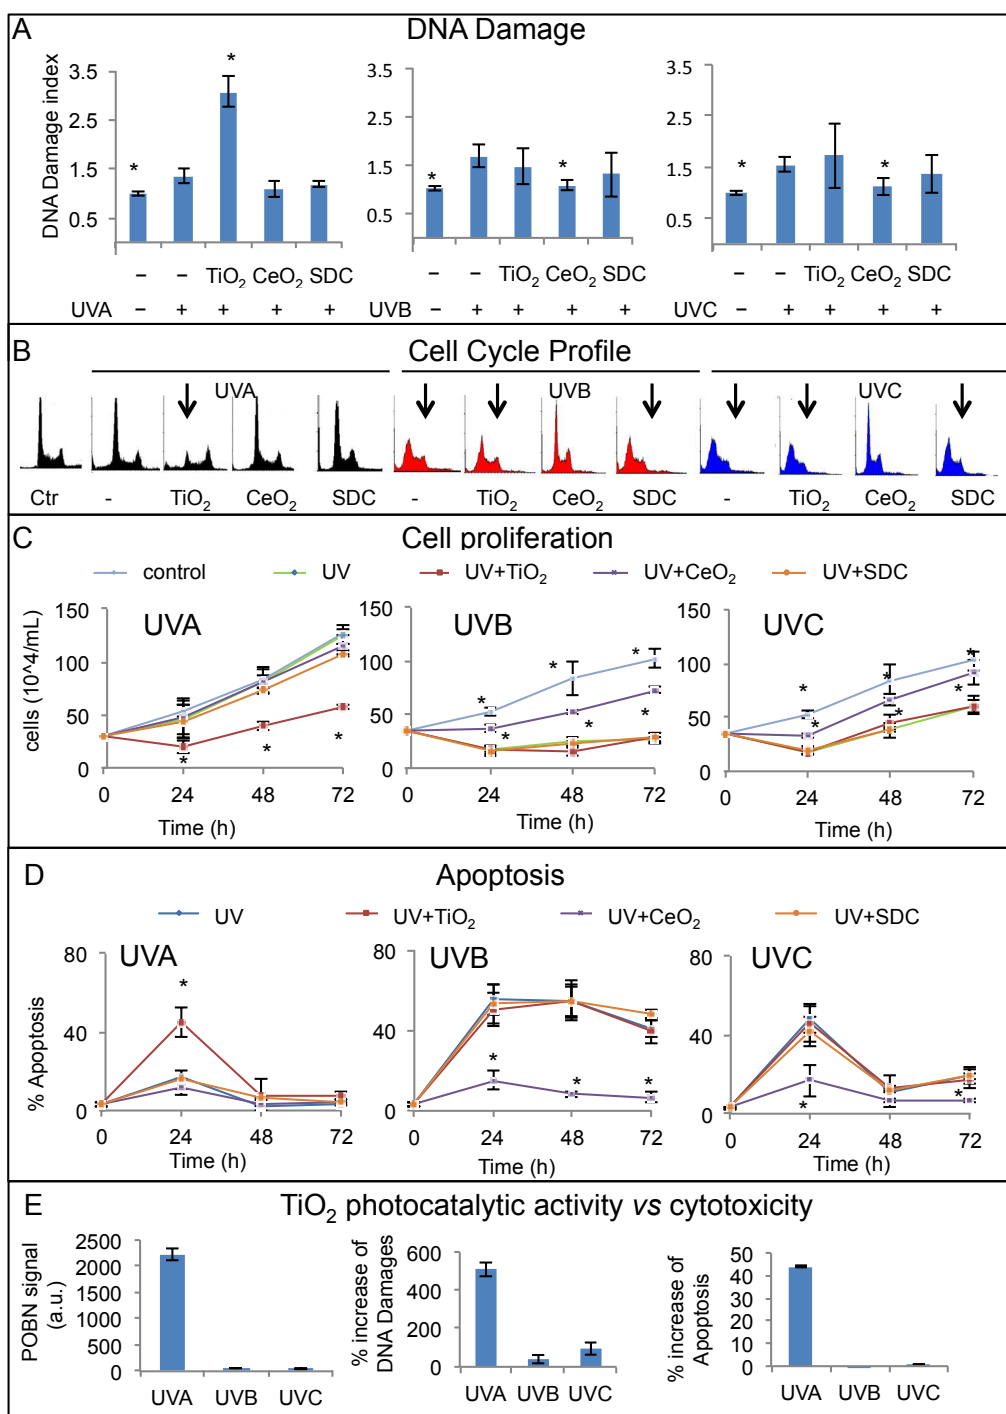 A DNA Damage
DNA Damage index
3.5
2.5
1.5
0.5
*
*
– – TiO2 CeO2 SDC
UVA – + + + +
3.5
2.5
1.5
0.5
*
*
– – TiO2 CeO2 SDC
UVB – + + + +
3.5
2.5
1.5
0.5
*
*
– – TiO2 CeO2 SDC
UVC – + + + +
B Cell Cycle Profile
UVA UVB UVC
Ctr - TiO2 CeO2 SDC - TiO2 CeO2 SDC - TiO2 CeO2 SDC
C Cell proliferation
control UV UV+TiO2 UV+CeO2 UV+SDC
cells (10^4/mL)
UVA
150
100
50
0
* * *
0 24 48 72
Time (h)
UVB
150
100
50
0
* * *
* * *
0 24 48 72
Time (h)
UVC
150
100
50
0
* * *
* * *
0 24 48 72
Time (h)
D Apoptosis
UV UV+TiO2 UV+CeO2 UV+SDC
% Apoptosis
UVA
80
40
0
*
0 24 48 72
Time (h)
UVB
80
40
0
* * *
0 24 48 72
Time (h)
UVC
80
40
0
* *
0 24 48 72
Time (h)
E TiO2 photocatalytic activity vs cytotoxicity
POBN signal
(a.u.)
2500
2000
1500
1000
500
0
UVA UVB UVC
% increase of
DNA Damages
600
400
200
0
UVA UVB UVC
% increase of
Apoptosis
50
40
30
20
10
0
UVA UVB UVC